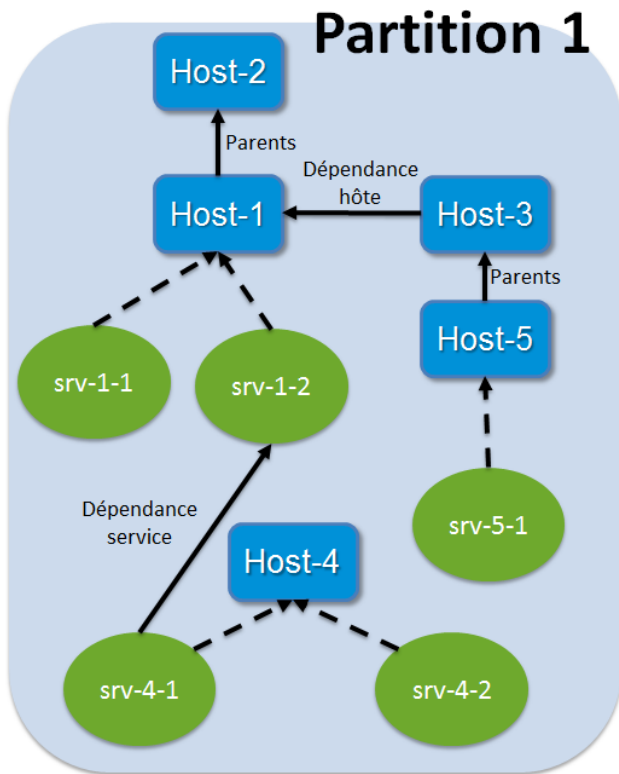 Partition 1
Host-2
Parents
Dépendance
hôte
Host-1
Host-3
Parents
Host-5
srv-1-1
srv-1-2
Dépendance
service
srv-5-1
Host-4
srv-4-1
srv-4-2